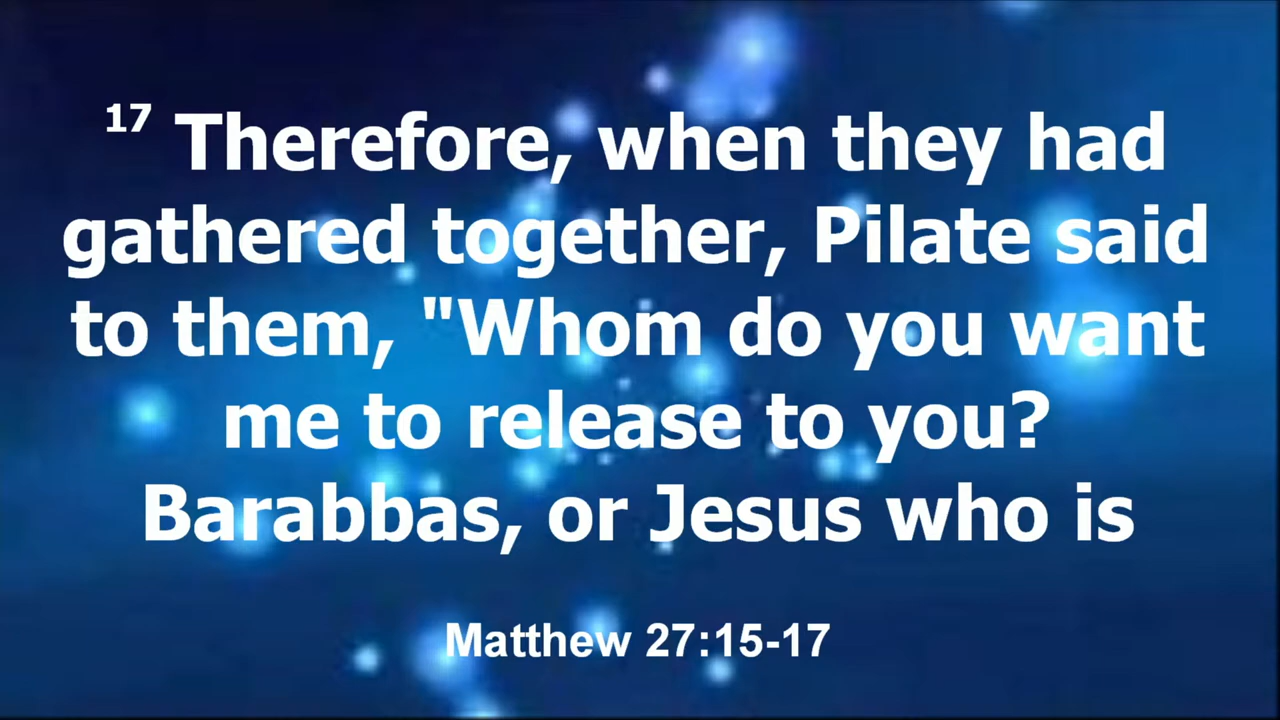 17 Therefore, when they had
gathered together, Pilate said
to them, "Whom do you want
me to release to you?
Barabbas, or Jesus who is
Matthew 27:15-17